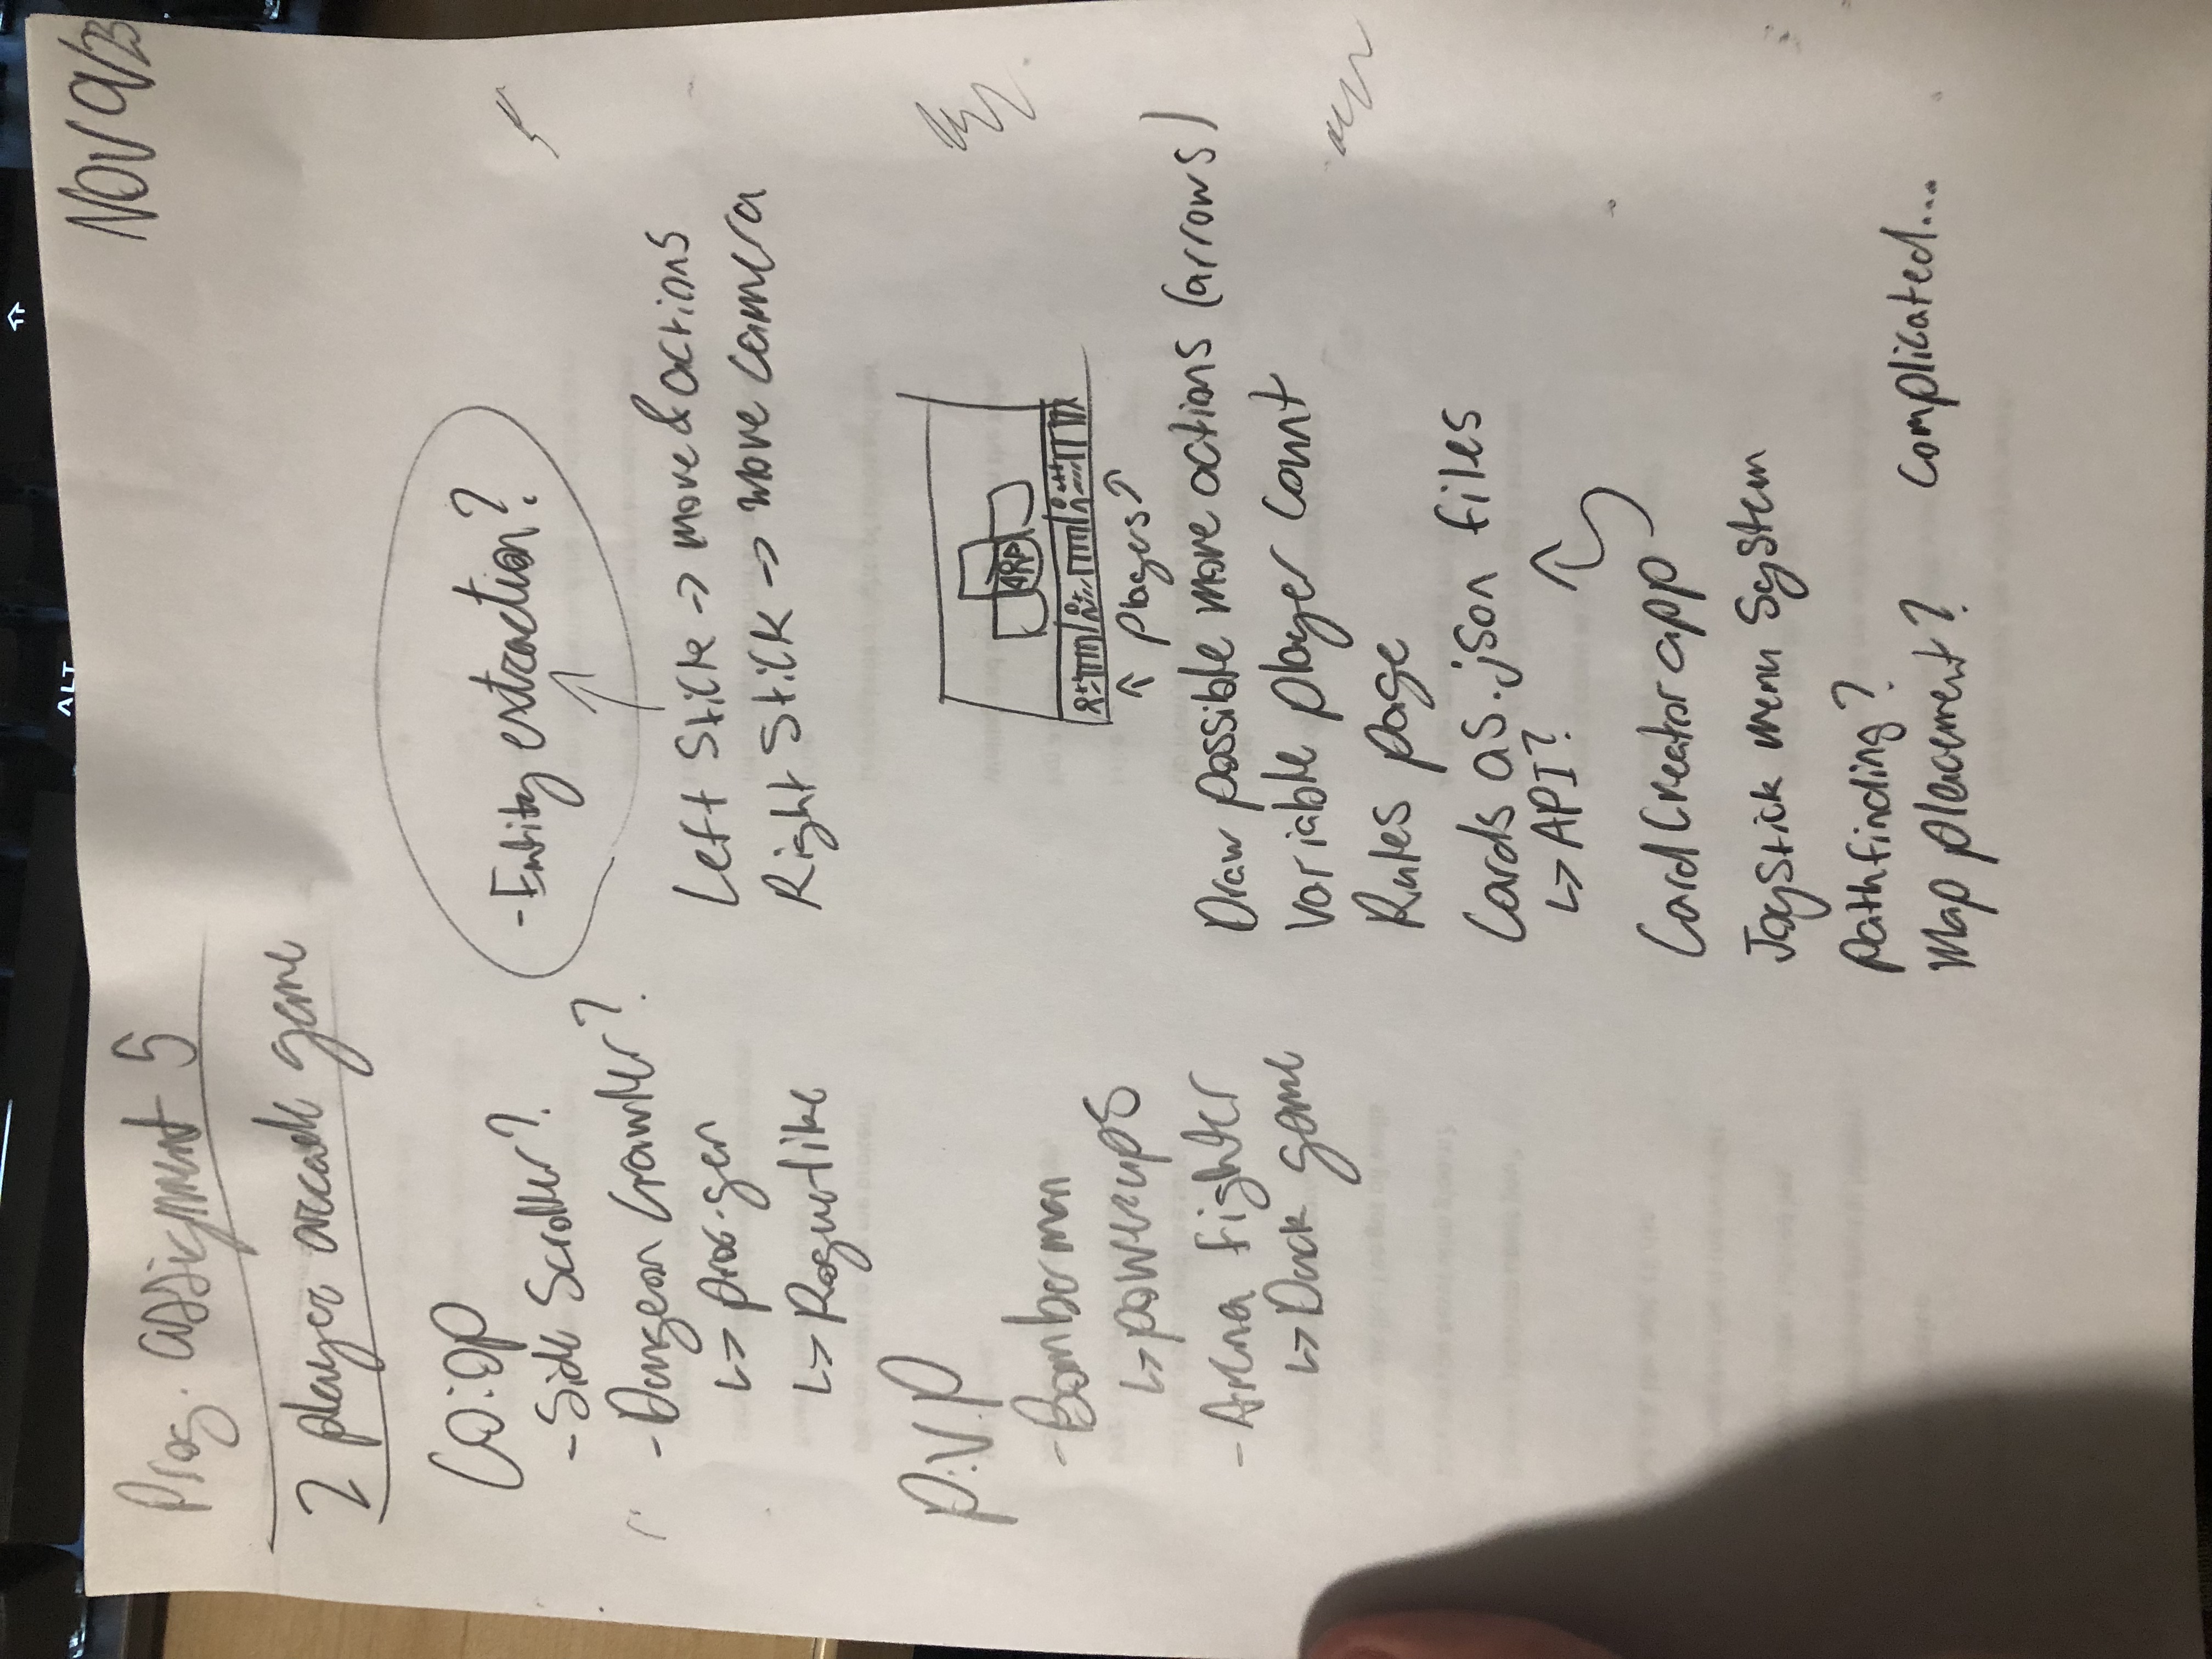 ALT
NOV 9/23
Prog. assignment 5
2 player arcade game
CO:OP
- Side Scroller?
- Dungeon Crawler?
↳ proc-gen
↳ Rogue-like
P.V.P
- Bomberman
↳ powerups
- Arena fighter
↳ Duck game
- Entity extraction?
Left Stick -> move & actions
Right Stick -> move camera
↑ players ↑
Draw possible move actions (arrows)
Variable player count
Rules page
Cards as .json files
↳ API?
Card Creator app
Joystick menu System
pathfinding?
Map placement?
Complicated...